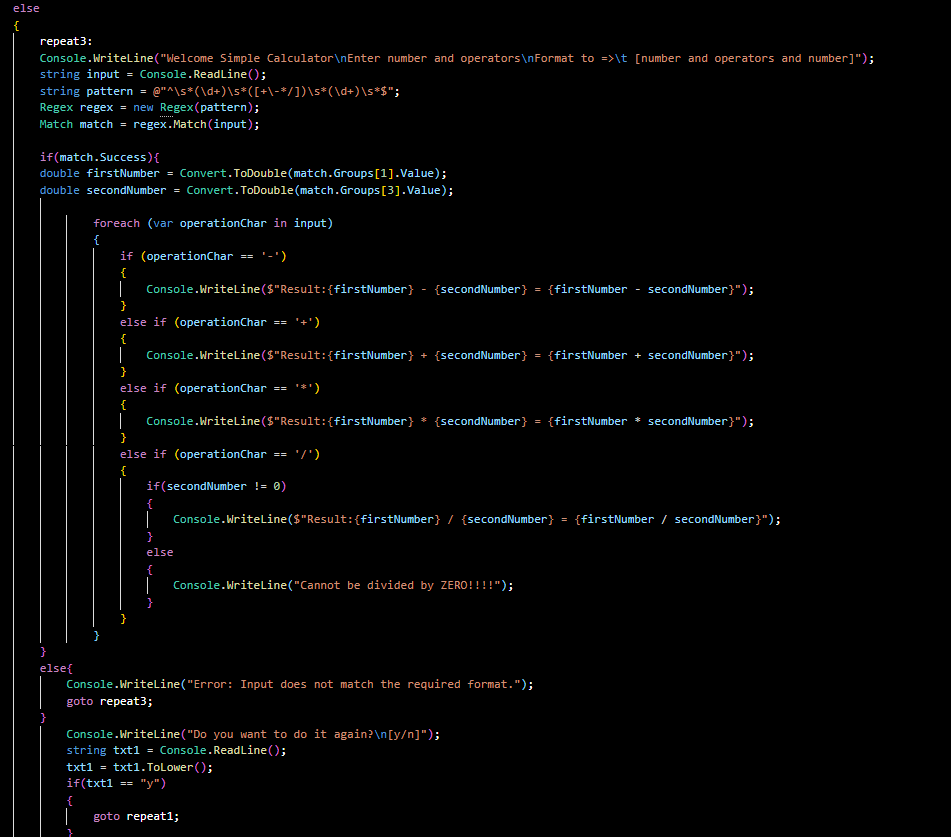 else
{
repeat3:
Console.WriteLine("Welcome Simple Calculator\nEnter number and operators\nFormat to =>\t [number and operators and number]");
string input = Console.ReadLine();
string pattern = @"^\s*(\d+)\s*([+\-*/])\s*(\d+)\s*$";
Regex regex = new Regex(pattern);
Match match = regex.Match(input);
if(match.Success){
double firstNumber = Convert.ToDouble(match.Groups[1].Value);
double secondNumber = Convert.ToDouble(match.Groups[3].Value);
foreach (var operationChar in input)
{
if (operationChar == '-')
{
Console.WriteLine($"Result:{firstNumber} - {secondNumber} = {firstNumber - secondNumber}");
}
else if (operationChar == '+')
{
Console.WriteLine($"Result:{firstNumber} + {secondNumber} = {firstNumber + secondNumber}");
}
else if (operationChar == '*')
{
Console.WriteLine($"Result:{firstNumber} * {secondNumber} = {firstNumber * secondNumber}");
}
else if (operationChar == '/')
{
if(secondNumber != 0)
{
Console.WriteLine($"Result:{firstNumber} / {secondNumber} = {firstNumber / secondNumber}");
}
else
{
Console.WriteLine("Cannot be divided by ZERO!!!!");
}
}
}
}
else{
Console.WriteLine("Error: Input does not match the required format.");
goto repeat3;
}
Console.WriteLine("Do you want to do it again?\n[y/n]");
string txt1 = Console.ReadLine();
txt1 = txt1.ToLower();
if(txt1 == "y")
{
goto repeat1;
}